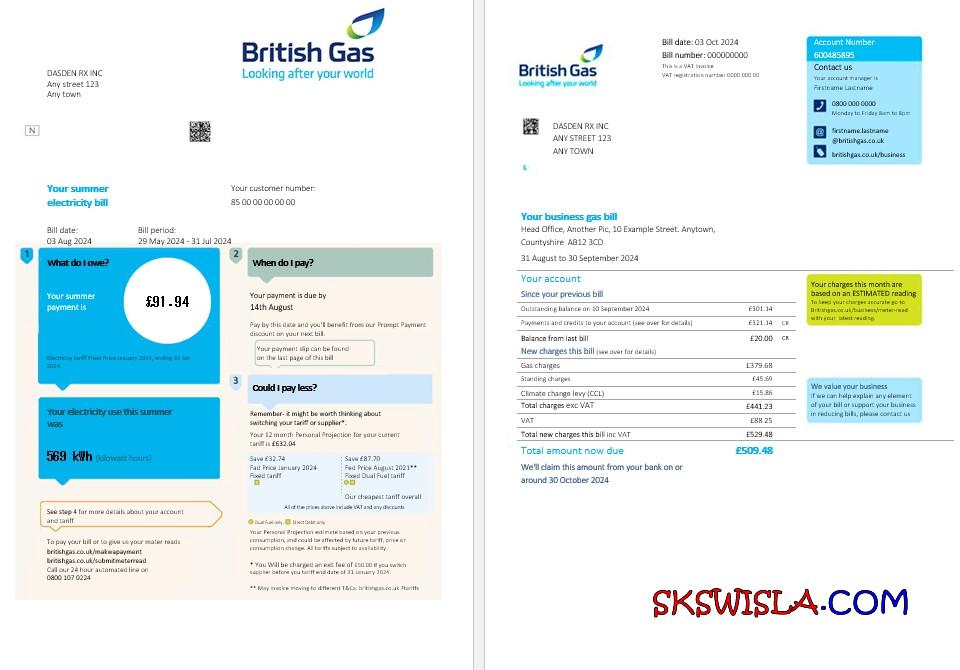 British Gas
Looking after your world
DASDEN RX INC
Any street 123
Any town
N
Your summer
electricity bill
Your customer number:
85 00 00 00 00 00
Bill date:
03 Aug 2024
Bill period:
29 May 2024 - 31 Jul 2024
1
What do I owe?
Your summer
payment is
£91.94
Electricity tariff Fixed Price January 2024, ending 31 Jan
2024
Your electricity use this summer
was
569 kWh (kilowatt hours)
See step 4 for more details about your account
and tariff
To pay your bill or to give us your mater reads
britishgas.co.uk/makwapayment
britishgas.co.uk/submitmeterread
Call our 24 hour automated line on
0800 107 0224
2
When do I pay?
Your payment is due by
14th August
Pay by this date and you'll benefit from our Prompt Payment
discount on your next bill.
Your payment slip can be found
on the last page of this bill
3
Could I pay less?
Remember- it might be worth thinking about
switching your tariff or supplier*.
Your 12 month Personal Projection for your current
tariff is £632.04
Save £32.74
Fad Price January 2024
Fixed tariff
Save £87.70
Fed Price August 2021**
Fixed Dual Fuel tariff
Our cheapest tariff overall
All of the prices above include VAT and any discounts
Dual Fuel only, Direct Debit only
Your Personal Projection estimate based on your previous
consumption, and could be affected by future tariff, price or
consumption change. All tariffs subject to availability.
* You Will be charged an exit fee of £50.00 if you switch
supplier before you tariff end date of 31 January 2024.
** May invoice moving to different T&Cs: britishgas.co.uk Ptariffs
British Gas
Looking after your world
Bill date: 03 Oct 2024
Bill number: 000000000
This is a VAT invoice
VAT registration number 0000 000 00
Account Number
600485895
Contact us
Your account manager is
Firstname Lastname
0800 000 0000
Monday to Friday 8am to 8pm
@
firstname.lastname
@britishgas.co.uk
britishgax.co.uk/business
DASDEN RX INC
ANY STREET 123
ANY TOWN
Your business gas bill
Head Office, Another Pic, 10 Example Street. Anytown,
Countyshire AB12 3CD
31 August to 30 September 2024
Your account
Since your previous bill
Outstanding balance on 10 September 2024 £301.14
Payments and credits to your account (see over for details) £321.14 CR
Balance from last bill £20.00 CR
New charges this bill (see over for details)
Gas charges £379.68
Standing charges £45.69
Climate change levy (CCL) £15.86
Total charges exc VAT £441.23
VAT £88 25
Total new charges this bill inc VAT £529.48
Total amount now due £509.48
We'll claim this amount from your bank on or
around 30 October 2024
Your charges this month are
based on an ESTIMATED reading
To keep your charges accurate go to
Britishgas.co.uk/business/meter-read
with your latest reading.
We value your business
If we can help explain any element
of your bill or support your business
in reducing bills, please contact us
SKSWISLA.COM